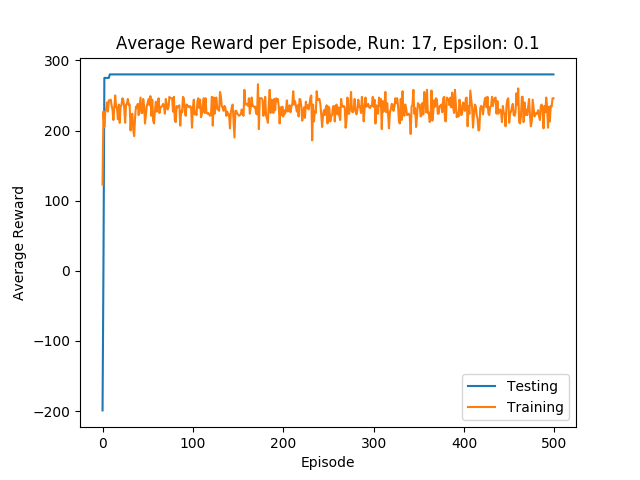 Average Reward per Episode, Run: 17, Epsilon: 0.1
300
200
100
0
−100
−200
Average Reward
0 100 200 300 400 500
Episode
Testing
Training